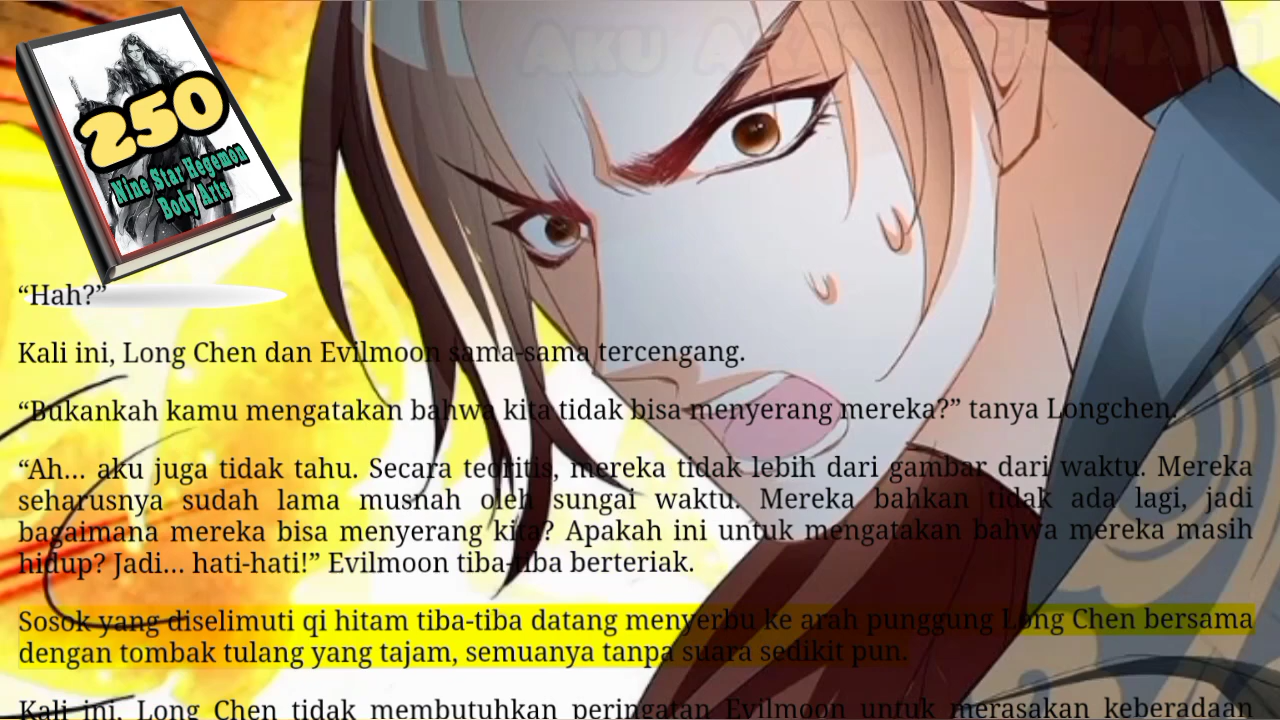 AKU AKAN
250
Nine Star Hegemon
Body Arts
“Hah?”
Kali ini, Long Chen dan Evilmoon sama-sama tercengang.
“Bukankah kamu mengatakan bahwa kita tidak bisa menyerang mereka?” tanya Longchen.
“Ah… aku juga tidak tahu. Secara teoritis, mereka tidak lebih dari gambar dari waktu. Mereka
seharusnya sudah lama musnah oleh sungai waktu. Mereka bahkan tidak ada lagi, jadi
bagaimana mereka bisa menyerang kita? Apakah ini untuk mengatakan bahwa mereka masih
hidup? Jadi… hati-hati!” Evilmoon tiba-tiba berteriak.
Sosok yang diselimuti qi hitam tiba-tiba datang menyerbu ke arah punggung Long Chen bersama
dengan tombak tulang yang tajam, semuanya tanpa suara sedikit pun.
Kali ini, Long Chen tidak membutuhkan peringatan Evilmoon untuk merasakan keberadaan